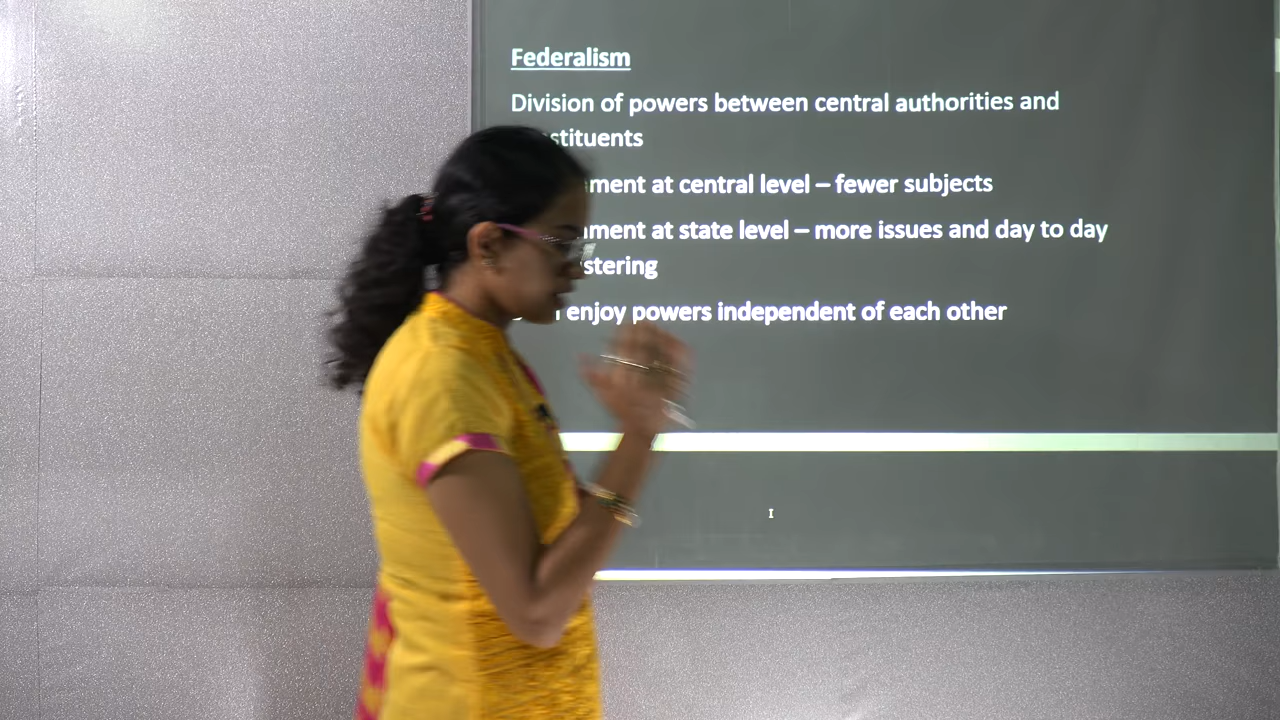 Federalism
Division of powers between central authorities and
stituents
ment at central level – fewer subjects
ment at state level – more issues and day to day
stering
enjoy powers independent of each other